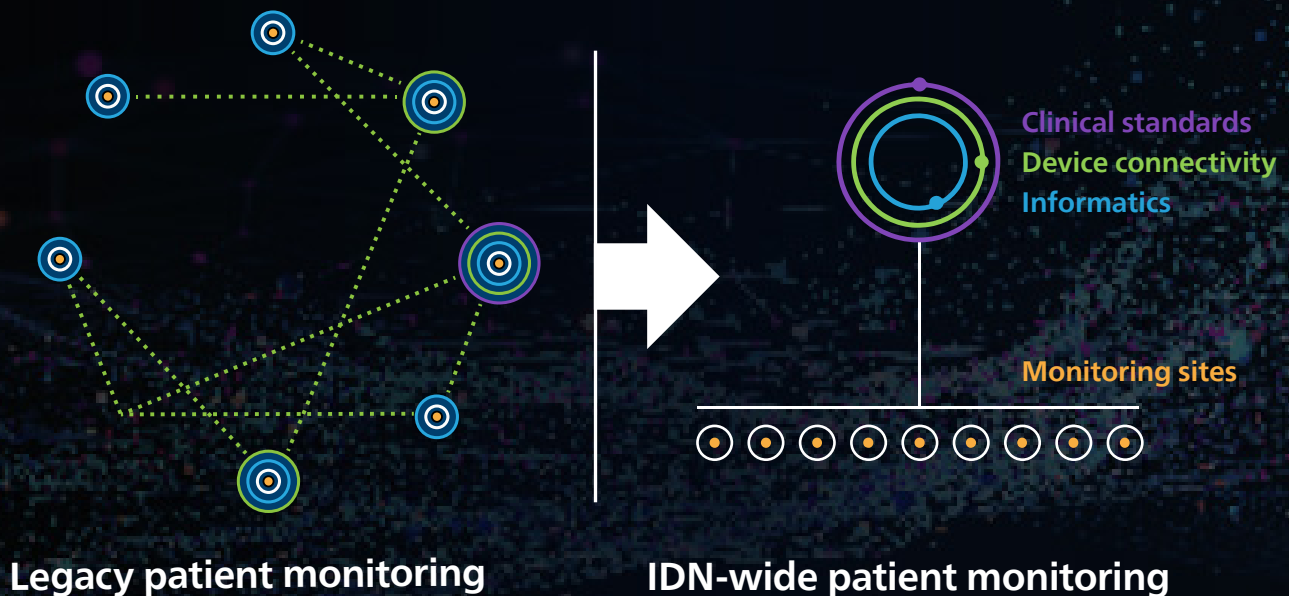 Clinical standards
Device connectivity
Informatics
Monitoring sites
Legacy patient monitoring
IDN-wide patient monitoring